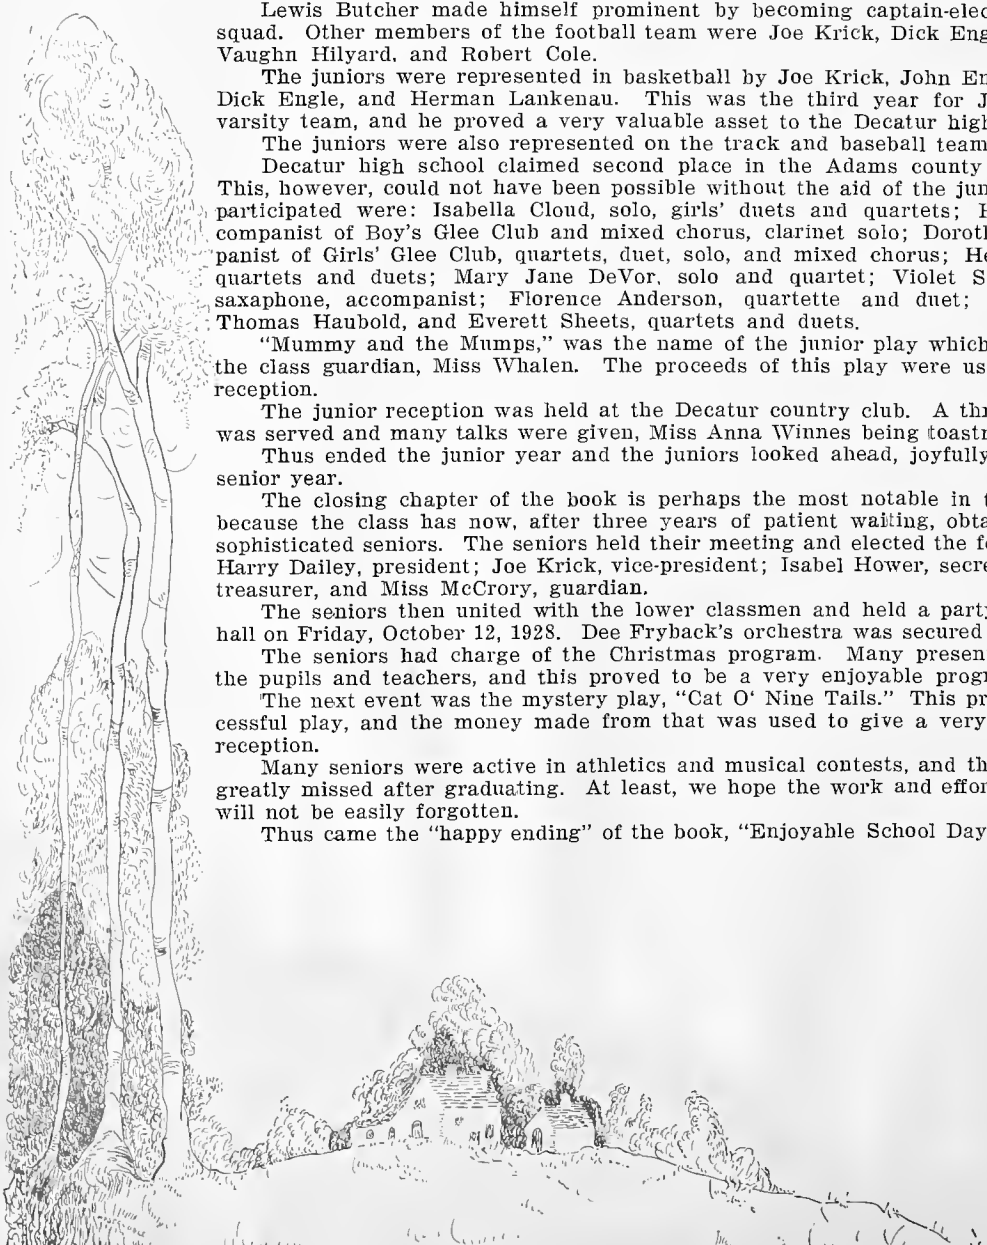 Lewis Butcher made himself prominent by becoming captain-elec
squad. Other members of the football team were Joe Krick, Dick Eng
Vaughn Hilyard, and Robert Cole.
The juniors were represented in basketball by Joe Krick, John En
Dick Engle, and Herman Lankenau. This was the third year for J
varsity team, and he proved a very valuable asset to the Decatur high
The juniors were also represented on the track and baseball team
Decatur high school claimed second place in the Adams county
This, however, could not have been possible without the aid of the jun
participated were: Isabella Cloud, solo, girls' duets and quartets; H
companist of Boy's Glee Club and mixed chorus, clarinet solo; Doroth
panist of Girls' Glee Club, quartets, duet, solo, and mixed chorus; He
quartets and duets; Mary Jane DeVor, solo and quartet; Violet S
saxaphone, accompanist; Florence Anderson, quartette and duet;
Thomas Haubold, and Everett Sheets, quartets and duets.
"Mummy and the Mumps," was the name of the junior play which
the class guardian, Miss Whalen. The proceeds of this play were us
reception.
The junior reception was held at the Decatur country club. A thr
was served and many talks were given, Miss Anna Winnes being toastr
Thus ended the junior year and the juniors looked ahead, joyfully
senior year.
The closing chapter of the book is perhaps the most notable in t
because the class has now, after three years of patient waiting, obta
sophisticated seniors. The seniors held their meeting and elected the fo
Harry Dailey, president; Joe Krick, vice-president; Isabel Hower, secre
treasurer, and Miss McCrory, guardian.
The seniors then united with the lower classmen and held a party
hall on Friday, October 12, 1928. Dee Fryback's orchestra was secured
The seniors had charge of the Christmas program. Many presen
the pupils and teachers, and this proved to be a very enjoyable progr
The next event was the mystery play, "Cat O' Nine Tails." This pr
cessful play, and the money made from that was used to give a very
reception.
Many seniors were active in athletics and musical contests, and th
greatly missed after graduating. At least, we hope the work and effor
will not be easily forgotten.
Thus came the "happy ending" of the book, "Enjoyable School Day